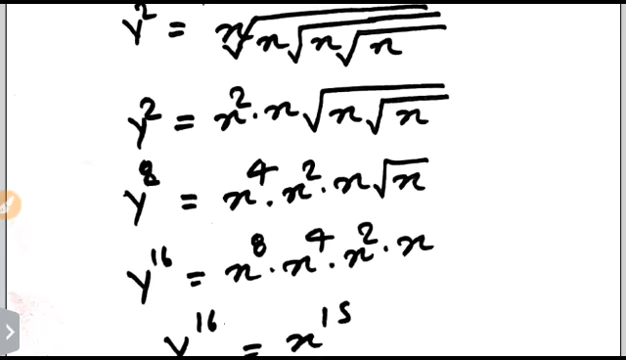 y² = x√x√x√x
y² = x²·x√x√x
y⁸ = x⁴·x²·x√x
y¹⁶ = x⁸·x⁴·x²·x
y¹⁶ = x¹⁵